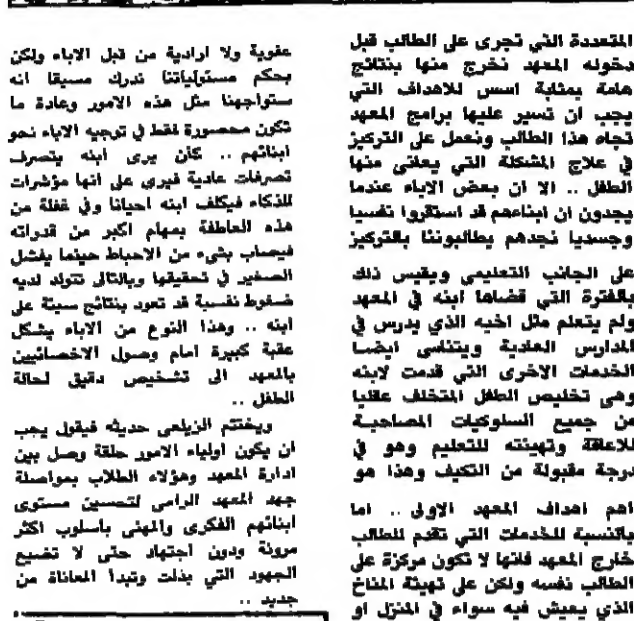 المتعددة التي تجرى على الطالب قبل
دخوله المعهد نخرج منها بنتائج
هامة بمثابة اسس للاهداف التي
يجب ان تسير عليها برامج المعهد
تجاه هذا الطالب ونعمل على التركيز
في علاج المشكلة التي يعانى منها
الطفل .. الا ان بعض الاباء عندما
يجدون ان ابناءهم قد استقروا نفسيا
وجسديا نجدهم يطالبوننا بالتركيز
على الجانب التعليمي ويقيس ذلك
بالفترة التي قضاها ابنه في المعهد
ولم يتعلم مثل اخيه الذي يدرس في
المدارس العادية ويتناسى ايضا
الخدمات الاخرى التي قدمت لابنه
وهى تخليص الطفل المتخلف عقليا
من جميع السلوكيات المصاحبة
للاعاقة وتهيئته للتعليم وهو في
درجة مقبولة من التكيف وهذا هو
اهم اهداف المعهد الاولى .. اما
بالنسبة للخدمات التي تقدم للطالب
خارج المعهد فانها لا تكون مركزة على
الطالب نفسه ولكن على تهيئة المناخ
الذي يعيش فيه سواء في المنزل او
عفوية ولا ارادية من قبل الاباء ولكن
بحكم مسئولياتنا ندرك مسبقا انه
ستواجهنا مثل هذه الامور وعادة ما
تكون محصورة فقط في توجيه الاباء نحو
ابنائهم .. كأن يرى ابنه يتصرف
تصرفات عادية فيرى على انها مؤشرات
للذكاء فيكلف ابنه احيانا وفي غفلة من
هذه العاطفة بمهام اكبر من قدراته
فيصاب بشيء من الاحباط حينما يفشل
الصغير في تحقيقها وبالتالى تتولد لديه
ضغوط نفسية قد تعود بنتائج سيئة على
ابنه .. وهذا النوع من الاباء يشكل
عقبة كبيرة امام وصول الاخصائيين
بالمعهد الى تشخيص دقيق لحالة
الطفل ..
ويختتم الزيلعى حديثه فيقول يجب
ان يكون اولياء الامور حلقة وصل بين
ادارة المعهد وهؤلاء الطلاب بمواصلة
جهد المعهد الرامى لتحسين مستوى
ابنائهم الفكرى والمهنى باسلوب اكثر
مرونة ودون اجتهاد حتى لا تضيع
الجهود التي بذلت وتبدأ المعاناة من
جديد ..